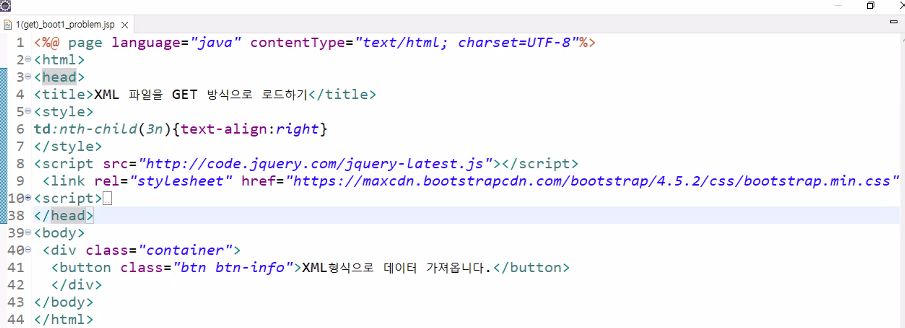 1(get)_boot1_problem.jsp
1 <%@ page language="java" contentType="text/html; charset=UTF-8"%>
2 <html>
3 <head>
4 <title>XML 파일을 GET 방식으로 로드하기</title>
5 <style>
6 td:nth-child(3n){text-align:right}
7 </style>
8 <script src="http://code.jquery.com/jquery-latest.js"></script>
9 <link rel="stylesheet" href="https://maxcdn.bootstrapcdn.com/bootstrap/4.5.2/css/bootstrap.min.css"
10 <script>
38 </head>
39 <body>
40 <div class="container">
41 <button class="btn btn-info">XML형식으로 데이터 가져옵니다.</button>
42 </div>
43 </body>
44 </html>